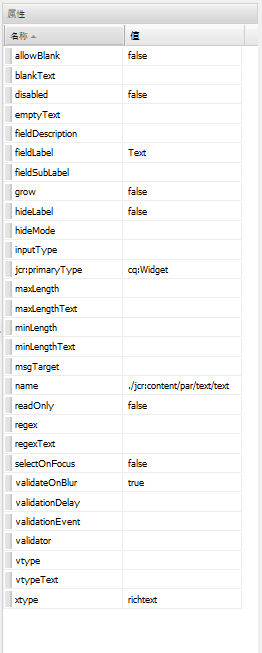 属性
名称 值
allowBlank false
blankText
disabled false
emptyText
fieldDescription
fieldLabel Text
fieldSubLabel
grow false
hideLabel false
hideMode
inputType
jcr:primaryType cq:Widget
maxLength
maxLengthText
minLength
minLengthText
msgTarget
name ./jcr:content/par/text/text
readOnly false
regex
regexText
selectOnFocus false
validateOnBlur true
validationDelay
validationEvent
validator
vtype
vtypeText
xtype richtext